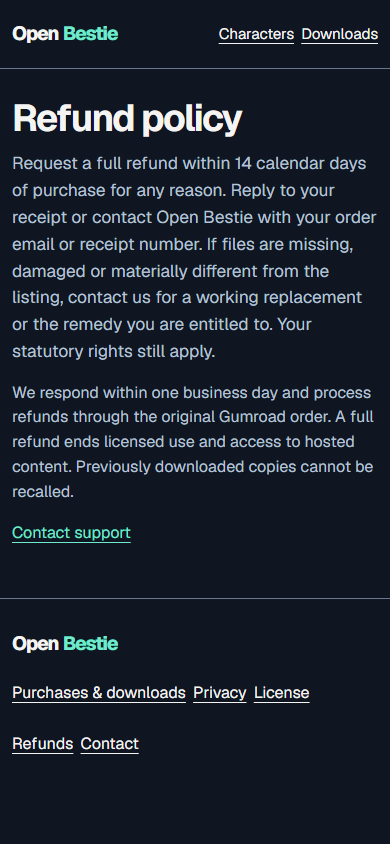 Open Bestie
Characters Downloads
Refund policy
Request a full refund within 14 calendar days
of purchase for any reason. Reply to your
receipt or contact Open Bestie with your order
email or receipt number. If files are missing,
damaged or materially different from the
listing, contact us for a working replacement
or the remedy you are entitled to. Your
statutory rights still apply.
We respond within one business day and process
refunds through the original Gumroad order. A full
refund ends licensed use and access to hosted
content. Previously downloaded copies cannot be
recalled.
Contact support
Open Bestie
Purchases & downloads Privacy License
Refunds Contact